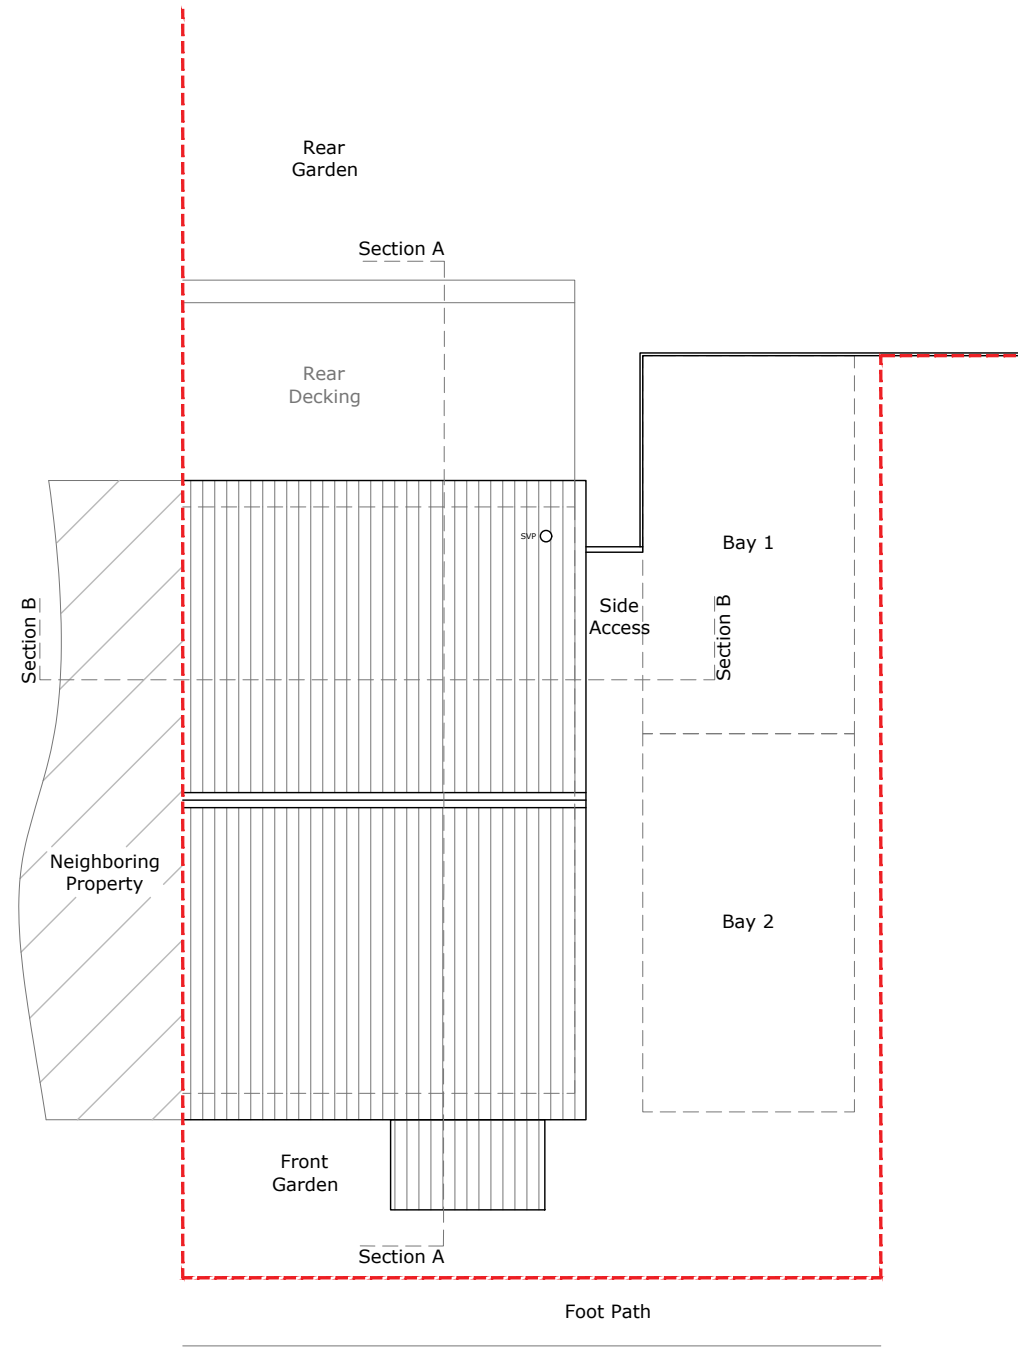 Rear
Garden
Section A
Rear
Decking
SVP
Bay 1
Side
Access
Section B
Section B
Neighboring
Property
Bay 2
Front
Garden
Section A
Foot Path